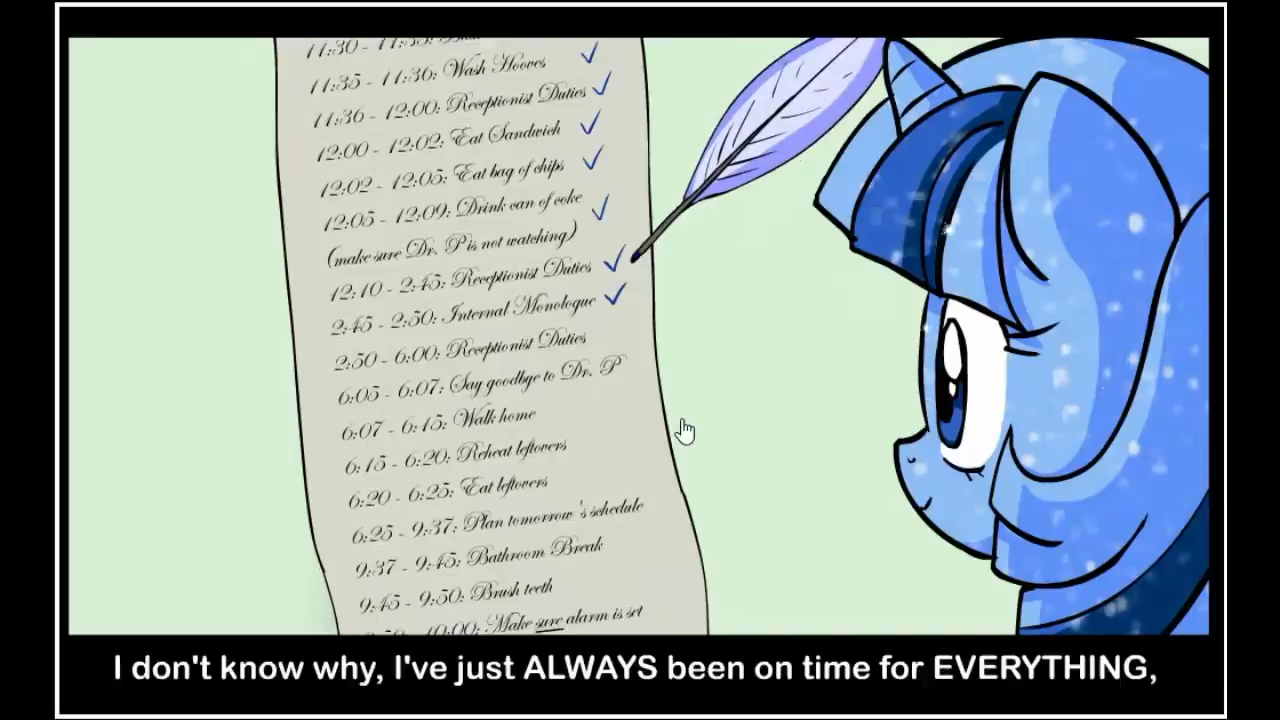 11:30 - 11:35:
11:35 - 11:36: Wash Hooves
11:36 - 12:00: Receptionist Duties
12:00 - 12:02: Eat Sandwich
12:02 - 12:05: Eat bag of chips
12:05 - 12:09: Drink can of coke
(make sure Dr. P is not watching)
12:10 - 2:45: Receptionist Duties
2:45 - 2:50: Internal Monologue
2:50 - 6:00: Receptionist Duties
6:05 - 6:07: Say goodbye to Dr. P
6:07 - 6:15: Walk home
6:15 - 6:20: Reheat leftovers
6:20 - 6:25: Eat leftovers
6:25 - 9:37: Plan tomorrow's schedule
9:37 - 9:45: Bathroom Break
9:45 - 9:50: Brush teeth
10:00: Make sure alarm is set
I don't know why, I've just ALWAYS been on time for EVERYTHING,